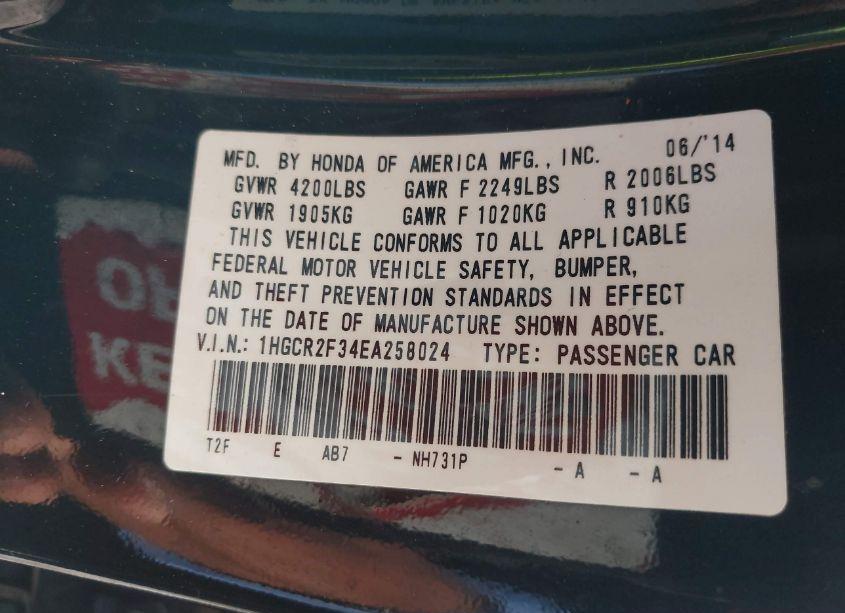 MFD. BY HONDA OF AMERICA MFG., INC. 06/'14
GVWR 4200LBS GAWR F 2249LBS R 2006LBS
GVWR 1905KG GAWR F 1020KG R 910KG
THIS VEHICLE CONFORMS TO ALL APPLICABLE
FEDERAL MOTOR VEHICLE SAFETY, BUMPER,
AND THEFT PREVENTION STANDARDS IN EFFECT
ON THE DATE OF MANUFACTURE SHOWN ABOVE.
V.I.N.: 1HGCR2F34EA258024 TYPE: PASSENGER CAR
T2F E AB7 - NH731P - A - A